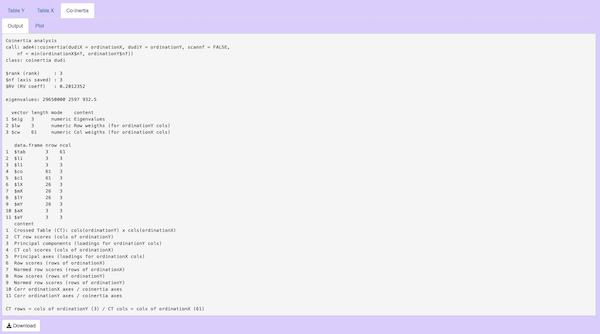 Table Y Table X Co-Inertia
Output Plot
Coinertia analysis
call: ade4::coinertia(dudiX = ordinationX, dudiY = ordinationY, scannf = FALSE,
nf = min(ordinationX$nf, ordinationY$nf))
class: coinertia dudi
$rank (rank) : 3
$nf (axis saved) : 3
$RV (RV coeff) : 0.2012352
eigenvalues: 29650000 2597 932.5
vector length mode content
1 $eig 3 numeric Eigenvalues
2 $lw 3 numeric Row weigths (for ordinationY cols)
3 $cw 61 numeric Col weigths (for ordinationX cols)
data.frame nrow ncol
1 $tab 3 61
2 $li 3 3
3 $l1 3 3
4 $co 61 3
5 $c1 61 3
6 $lX 26 3
7 $mX 26 3
8 $lY 26 3
9 $mY 26 3
10 $aX 3 3
11 $aY 3 3
content
1 Crossed Table (CT): cols(ordinationY) x cols(ordinationX)
2 CT row scores (cols of ordinationY)
3 Principal components (loadings for ordinationY cols)
4 CT col scores (cols of ordinationX)
5 Principal axes (loadings for ordinationX cols)
6 Row scores (rows of ordinationX)
7 Normed row scores (rows of ordinationX)
8 Row scores (rows of ordinationY)
9 Normed row scores (rows of ordinationY)
10 Corr ordinationX axes / coinertia axes
11 Corr ordinationY axes / coinertia axes
CT rows = cols of ordinationY (3) / CT cols = cols of ordinationX (61)
Download